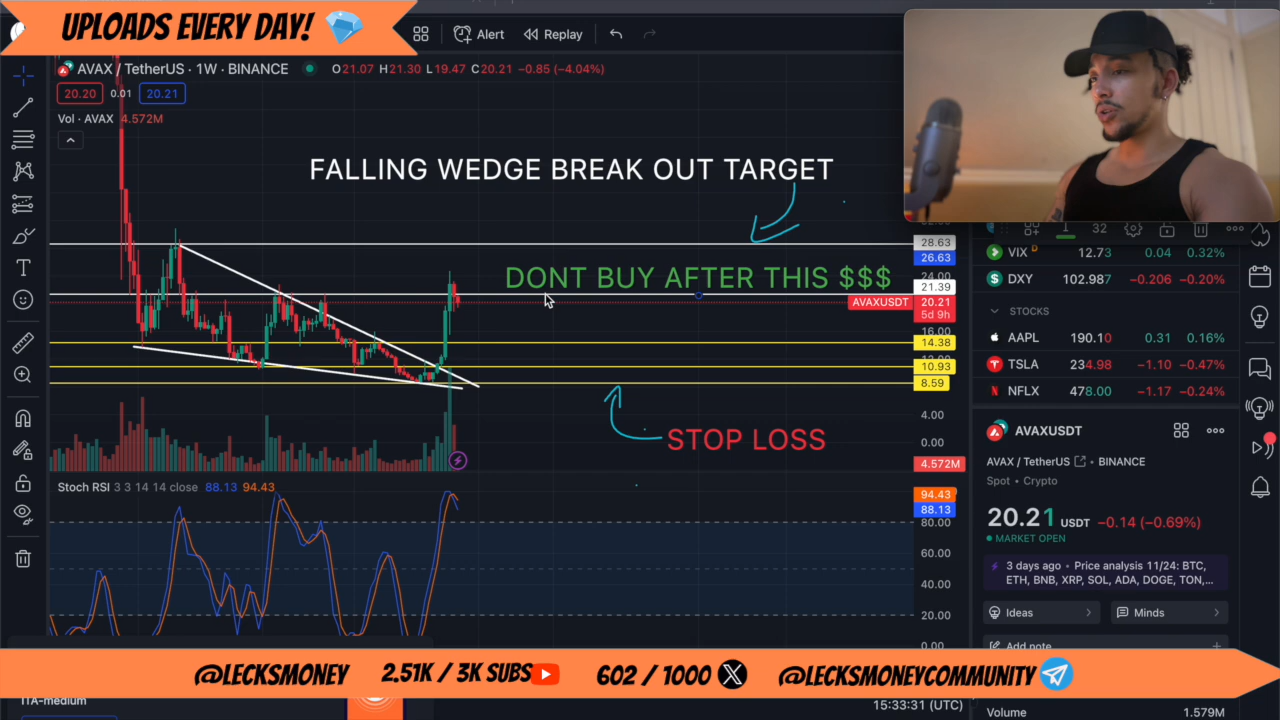 UPLOADS EVERY DAY!
Alert
Replay
AVAX / TetherUS · 1W · BINANCE
O21.07 H21.30 L19.47 C20.21 −0.85 (−4.04%)
20.20 0.01 20.21
Vol · AVAX 4.572M
FALLING WEDGE BREAK OUT TARGET
DONT BUY AFTER THIS $$$
STOP LOSS
28.63
26.63
24.00
21.39
AVAXUSDT 20.21
5d 9h
16.00
14.38
10.93
8.59
4.00
0.00
4.572M
Stoch RSI 3 3 14 14 close 88.13 94.43
94.43
88.13
80.00
60.00
40.00
20.00
0.00
32
VIX D 12.73 0.04 0.32%
DXY 102.987 −0.206 −0.20%
STOCKS
AAPL 190.10 0.31 0.16%
TSLA 234.98 −1.10 −0.47%
NFLX 478.00 −1.17 −0.24%
AVAXUSDT
AVAX / TetherUS · BINANCE
Spot · Crypto
20.21 USDT −0.14 (−0.69%)
MARKET OPEN
3 days ago · Price analysis 11/24: BTC,
ETH, BNB, XRP, SOL, ADA, DOGE, TON,...
Ideas
Minds
Add note
@LECKSMONEY
2.51K / 3K SUBS
602 / 1000 X
@LECKSMONEYCOMMUNITY
ITA-medium
15:33:31 (UTC)
Volume 1.579M